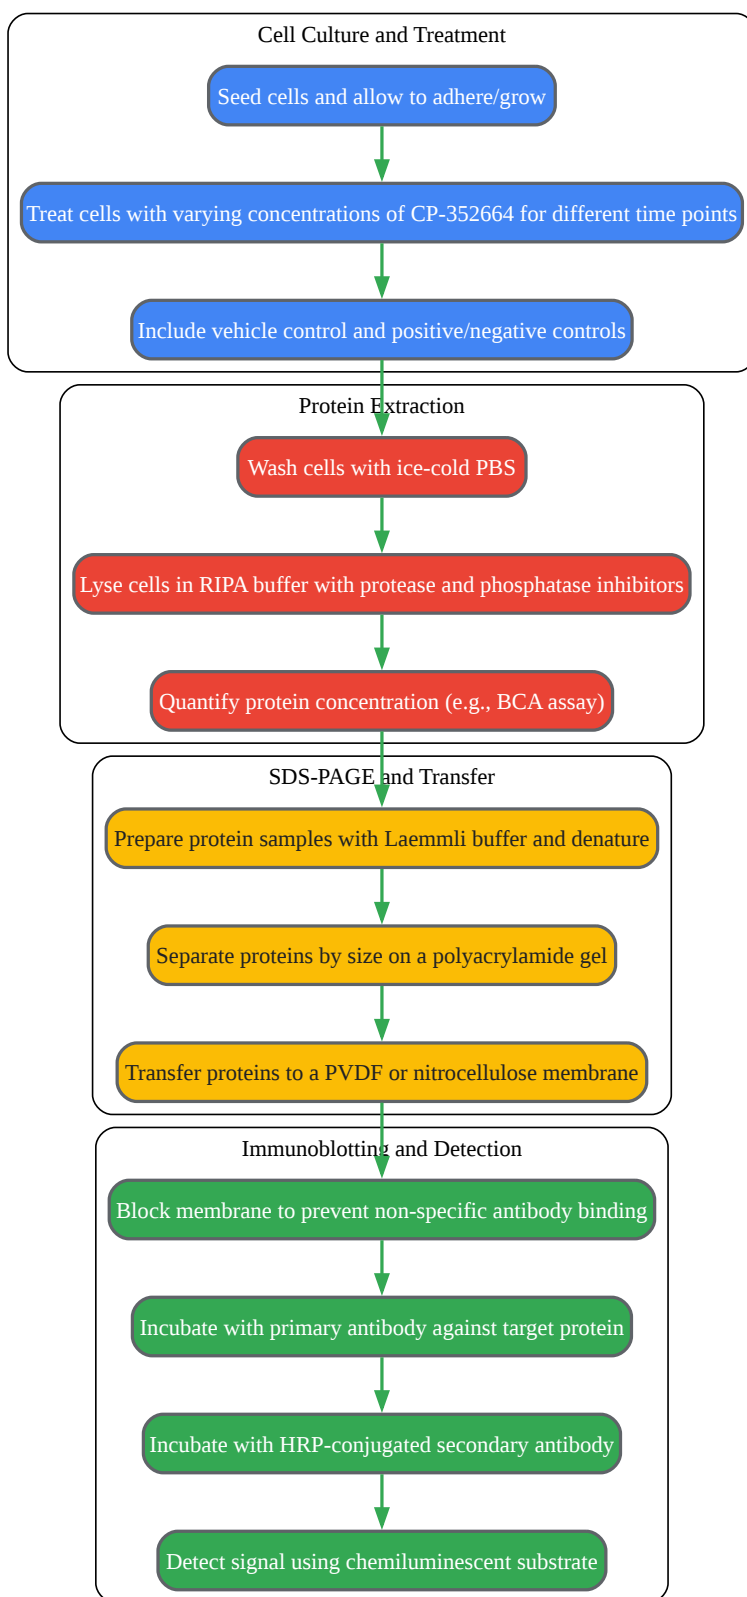 Cell Culture and Treatment
Seed cells and allow to adhere/grow
Treat cells with varying concentrations of CP-352664 for different time points
Include vehicle control and positive/negative controls
Protein Extraction
Wash cells with ice-cold PBS
Lyse cells in RIPA buffer with protease and phosphatase inhibitors
Quantify protein concentration (e.g., BCA assay)
SDS-PAGE and Transfer
Prepare protein samples with Laemmli buffer and denature
Separate proteins by size on a polyacrylamide gel
Transfer proteins to a PVDF or nitrocellulose membrane
Immunoblotting and Detection
Block membrane to prevent non-specific antibody binding
Incubate with primary antibody against target protein
Incubate with HRP-conjugated secondary antibody
Detect signal using chemiluminescent substrate